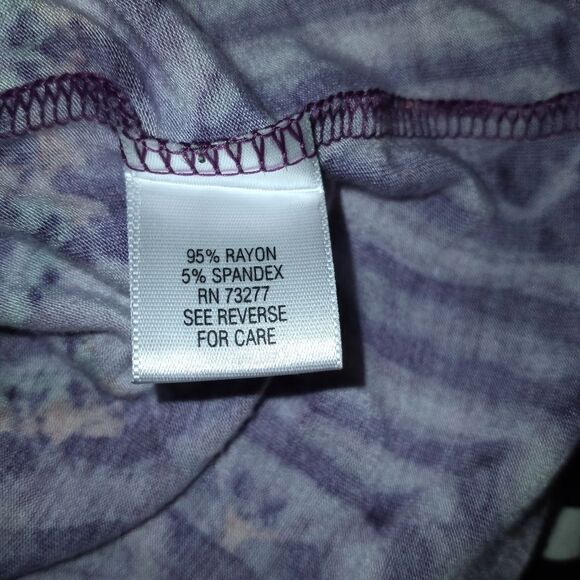 95% RAYON
5% SPANDEX
RN 73277
SEE REVERSE
FOR CARE